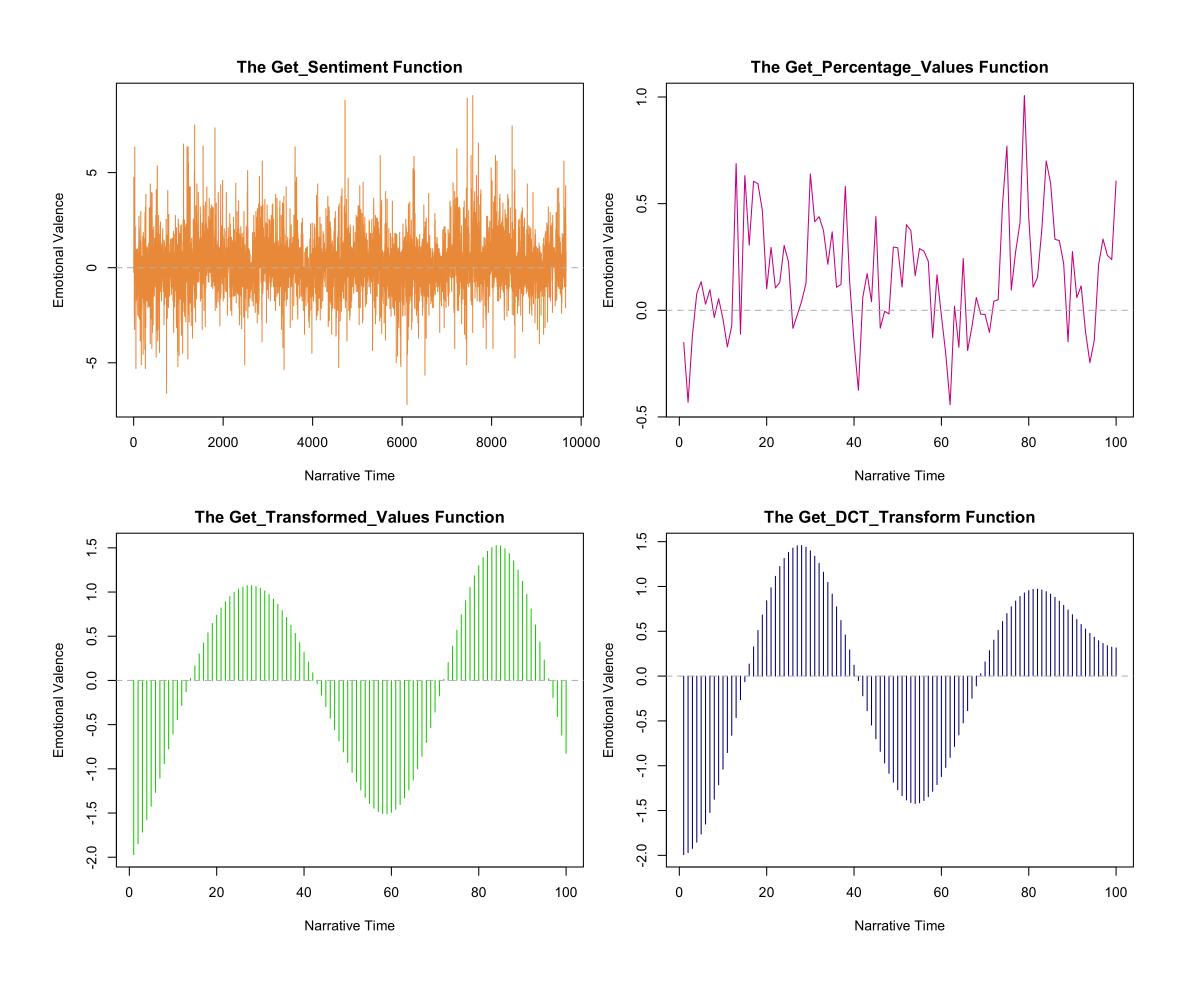 The Get_Sentiment Function
Emotional Valence
5
0
-5
0 2000 4000 6000 8000 10000
Narrative Time
The Get_Percentage_Values Function
Emotional Valence
1.0
0.5
0.0
-0.5
0 20 40 60 80 100
Narrative Time
The Get_Transformed_Values Function
Emotional Valence
1.5
1.0
0.5
0.0
-0.5
-1.0
-1.5
-2.0
0 20 40 60 80 100
Narrative Time
The Get_DCT_Transform Function
Emotional Valence
1.5
1.0
0.5
0.0
-0.5
-1.0
-1.5
-2.0
0 20 40 60 80 100
Narrative Time